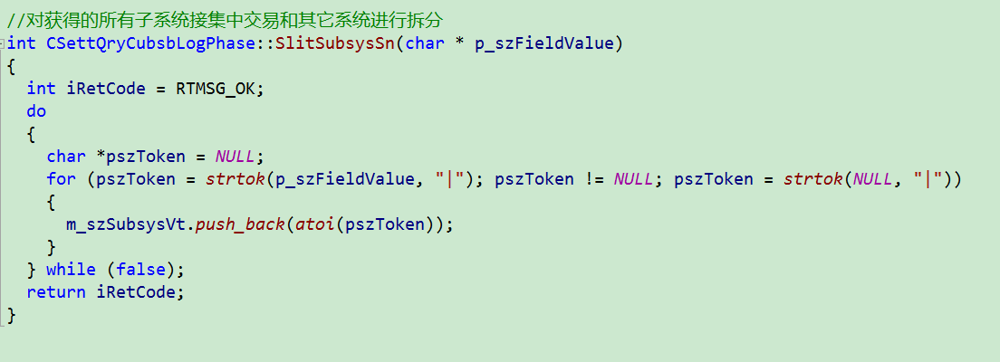 //对获得的所有子系统接集中交易和其它系统进行拆分
int CSettQryCubsbLogPhase::SlitSubsysSn(char * p_szFieldValue)
{
  int iRetCode = RTMSG_OK;
  do
  {
    char *pszToken = NULL;
    for (pszToken = strtok(p_szFieldValue, "|"); pszToken != NULL; pszToken = strtok(NULL, "|"))
    {
      m_szSubsysVt.push_back(atoi(pszToken));
    }
  } while (false);
  return iRetCode;
}